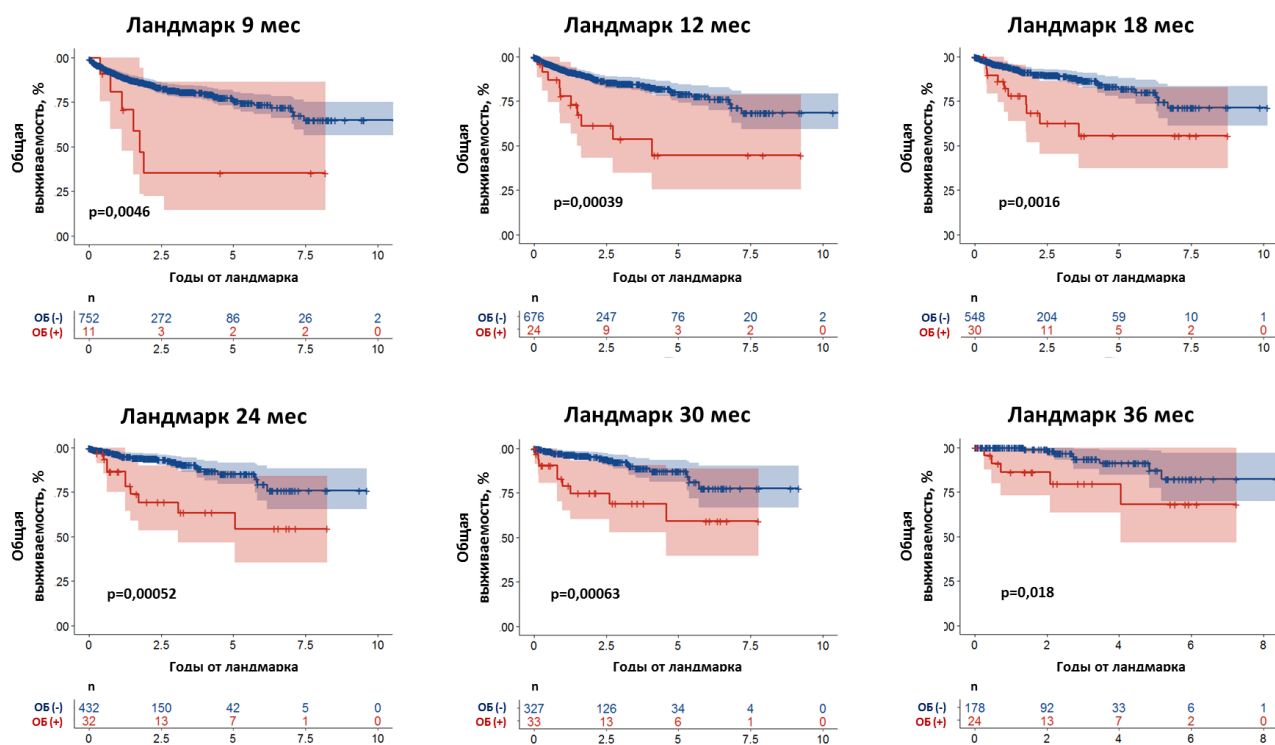 Ландмарк 9 мес
Общая
выживаемость, %
.00
.75
.50
.25
.00
p=0,0046
0 2.5 5 7.5 10
Годы от ландмарка
n
ОБ (-) 752 272 86 26 2
ОБ (+) 11 3 2 2 0
0 2.5 5 7.5 10
Ландмарк 12 мес
Общая
выживаемость, %
.00
.75
.50
.25
.00
p=0,00039
0 2.5 5 7.5 10
Годы от ландмарка
n
ОБ (-) 676 247 76 20 2
ОБ (+) 24 9 3 2 0
0 2.5 5 7.5 10
Ландмарк 18 мес
Общая
выживаемость, %
.00
.75
.50
.25
.00
p=0,0016
0 2.5 5 7.5 10
Годы от ландмарка
n
ОБ (-) 548 204 59 10 1
ОБ (+) 30 11 5 2 0
0 2.5 5 7.5 10
Ландмарк 24 мес
Общая
выживаемость, %
.00
.75
.50
.25
.00
p=0,00052
0 2.5 5 7.5 10
Годы от ландмарка
n
ОБ (-) 432 150 42 5 0
ОБ (+) 32 13 7 1 0
0 2.5 5 7.5 10
Ландмарк 30 мес
Общая
выживаемость, %
.00
.75
.50
.25
.00
p=0,00063
0 2.5 5 7.5 10
Годы от ландмарка
n
ОБ (-) 327 126 34 4 0
ОБ (+) 33 13 6 1 0
0 2.5 5 7.5 10
Ландмарк 36 мес
Общая
выживаемость, %
.00
.75
.50
.25
.00
p=0,018
0 2 4 6 8
Годы от ландмарка
n
ОБ (-) 178 92 33 6 1
ОБ (+) 24 13 7 2 0
0 2 4 6 8